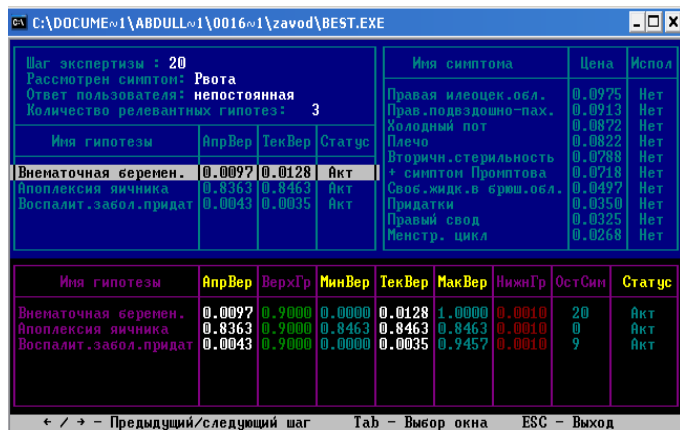 C:\DOCUME~1\ABDULL~1\0016~1\zavod\BEST.EXE
Шаг экспертизы : 20
Рассмотрен симптом: Рвота
Ответ пользователя: непостоянная
Количество релевантных гипотез: 3
Имя гипотезы АпрВер ТекВер Статус
Внематочная беремен. 0.0097 0.0128 Акт
Апоплексия яичника 0.8363 0.8463 Акт
Воспалит.забол.придат 0.0043 0.0035 Акт
Имя симптома Цена Испол
Правая илеоцек.обл. 0.0975 Нет
Прав.подвздошно-пах. 0.0913 Нет
Холодный пот 0.0872 Нет
Плечо 0.0822 Нет
Вторичн.стерильность 0.0788 Нет
+ симптом Промптова 0.0718 Нет
Своб.жидк.в брюш.обл. 0.0497 Нет
Придатки 0.0350 Нет
Правый свод 0.0325 Нет
Менстр. цикл 0.0268 Нет
Имя гипотезы АпрВер ВерхГр МинВер ТекВер МакВер НижнГр ОстСим Статус
Внематочная беремен. 0.0097 0.9000 0.0000 0.0128 1.0000 0.0010 20 Акт
Апоплексия яичника 0.8363 0.9000 0.8463 0.8463 0.8463 0.0010 0 Акт
Воспалит.забол.придат 0.0043 0.9000 0.0000 0.0035 0.9457 0.0010 9 Акт
← / → - Предыдущий/следующий шаг Tab - Выбор окна ESC - Выход